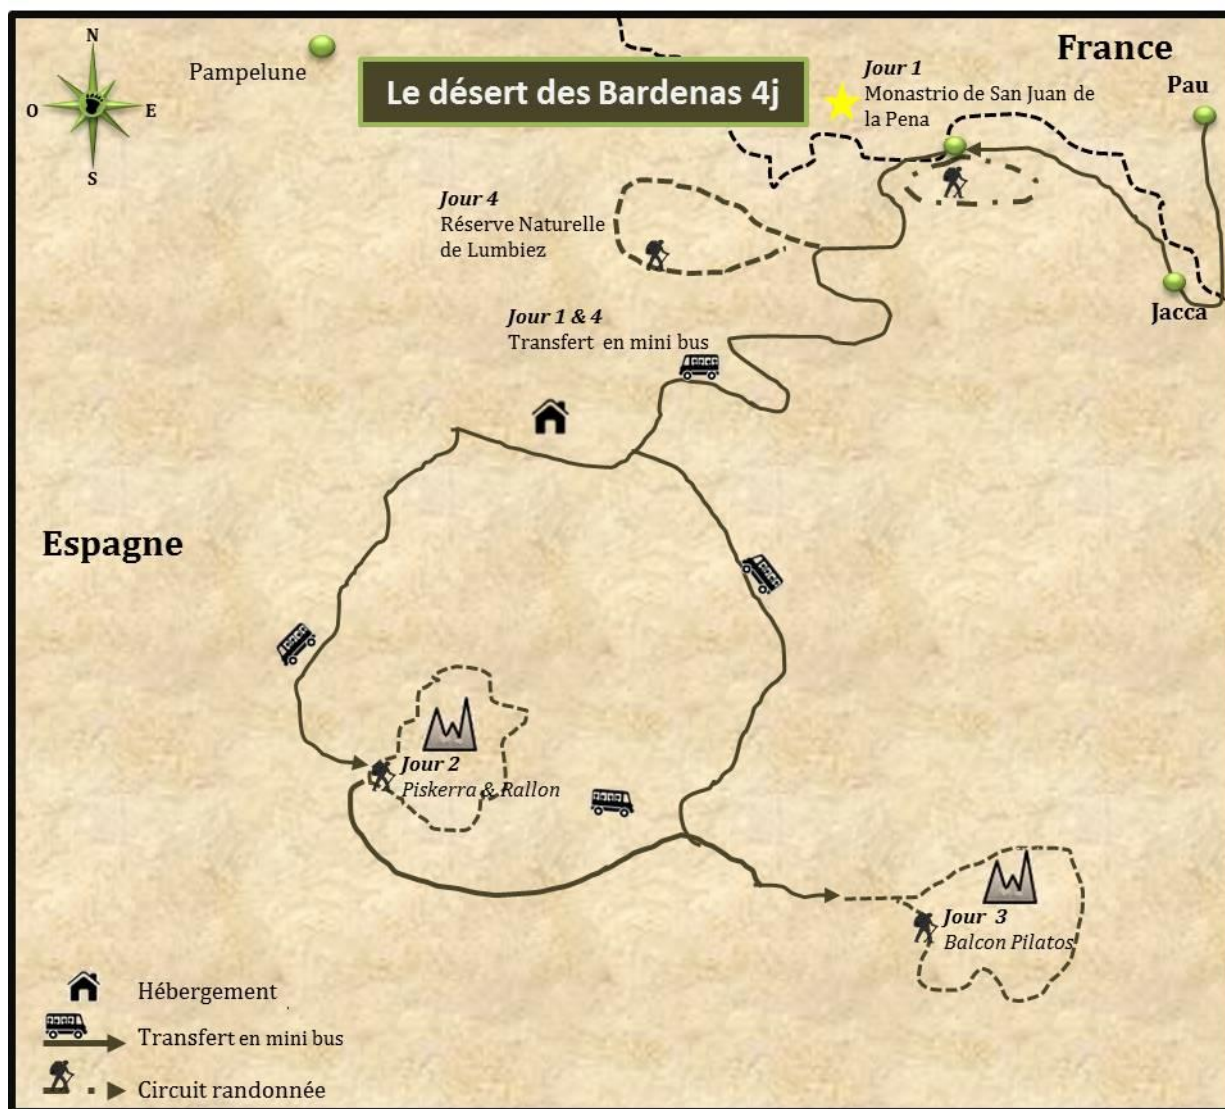 N
O
E
S
Pampelune
Le désert des Bardenas 4j
France
Jour 1
Monastrio de San Juan de
la Pena
Pau
Jour 4
Réserve Naturelle
de Lumbiez
Jacca
Jour 1 & 4
Transfert en mini bus
Espagne
Jour 2
Piskerra & Rallon
Jour 3
Balcon Pilatos
Hébergement
Transfert en mini bus
Circuit randonnée